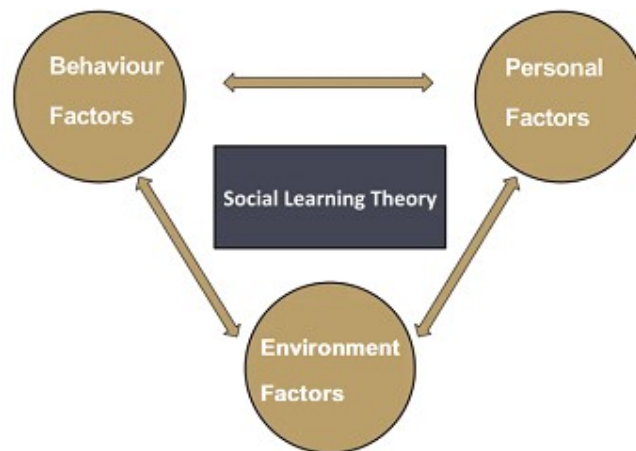 Behaviour
Factors
Personal
Factors
Social Learning Theory
Environment
Factors